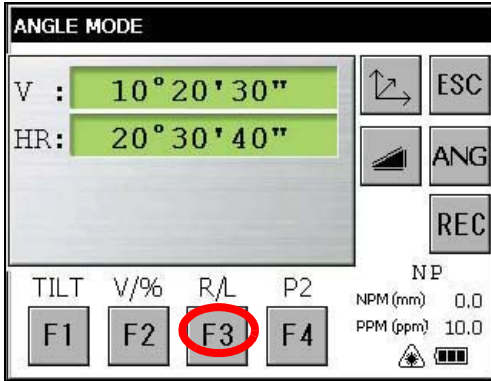 ANGLE MODE
V : 10°20'30"
HR: 20°30'40"
ESC
ANG
REC
TILT V/% R/L P2
F1 F2 F3 F4
NP
NPM (mm) 0.0
PPM (ppm) 10.0